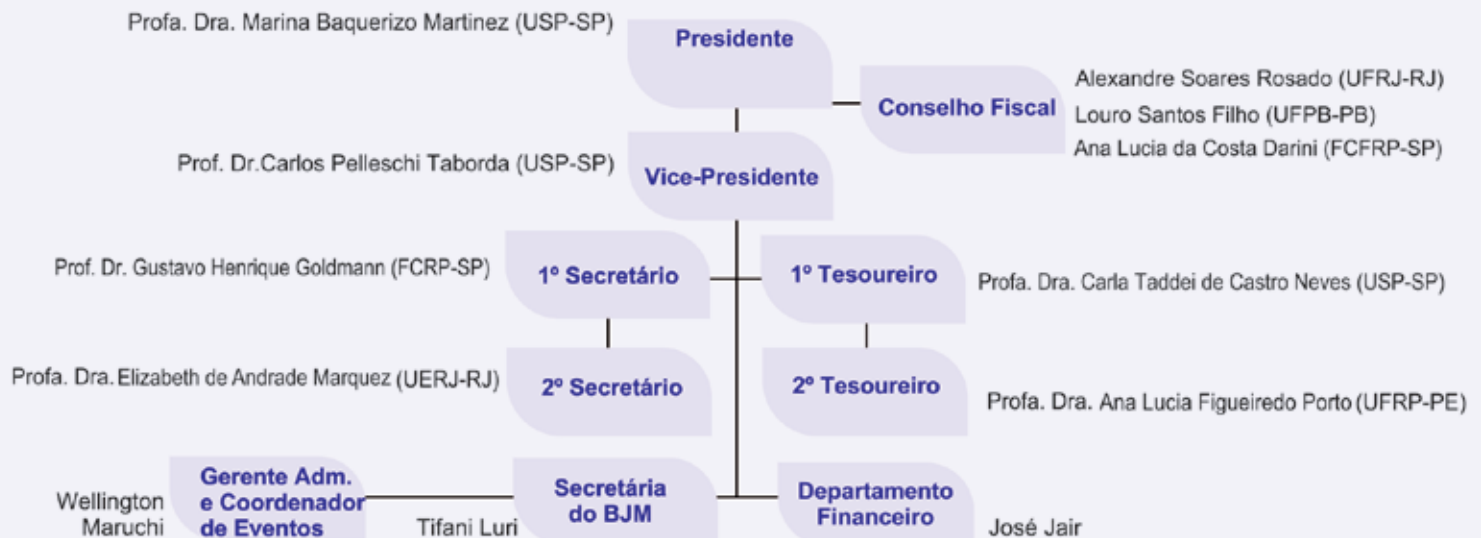 Profa. Dra. Marina Baquerizo Martinez (USP-SP)
Presidente
Conselho Fiscal
Alexandre Soares Rosado (UFRJ-RJ)
Louro Santos Filho (UFPB-PB)
Ana Lucia da Costa Darini (FCFRP-SP)
Prof. Dr.Carlos Pelleschi Taborda (USP-SP)
Vice-Presidente
Prof. Dr. Gustavo Henrique Goldmann (FCRP-SP)
1º Secretário
1º Tesoureiro
Profa. Dra. Carla Taddei de Castro Neves (USP-SP)
Profa. Dra. Elizabeth de Andrade Marquez (UERJ-RJ)
2º Secretário
2º Tesoureiro
Profa. Dra. Ana Lucia Figueiredo Porto (UFRP-PE)
Wellington
Maruchi
Gerente Adm.
e Coordenador
de Eventos
Tifani Luri
Secretária
do BJM
Departamento
Financeiro
José Jair